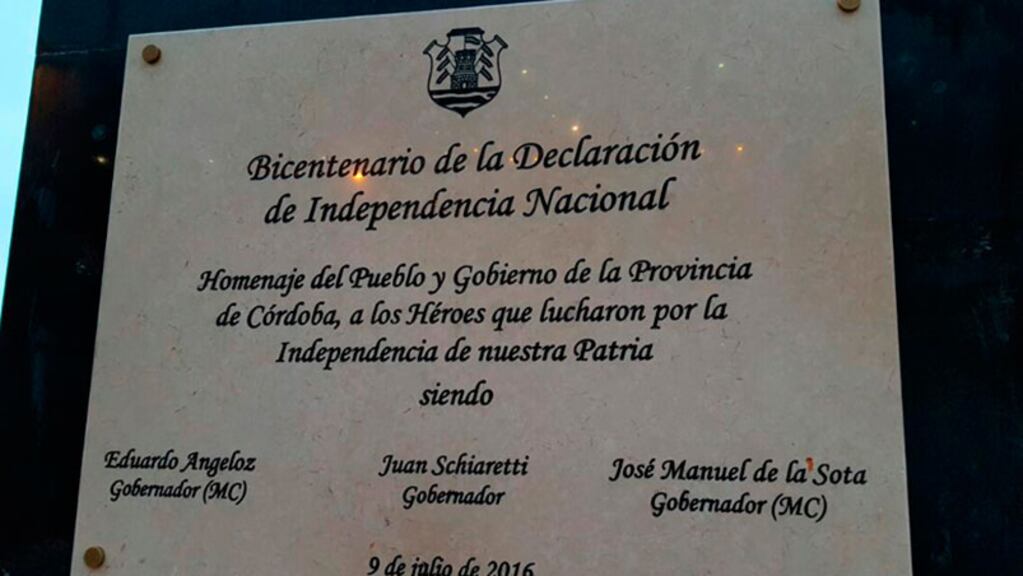 Bicentenario de la Declaración
de Independencia Nacional
Homenaje del Pueblo y Gobierno de la Provincia
de Córdoba, a los Héroes que lucharon por la
Independencia de nuestra Patria
siendo
Eduardo Angeloz
Gobernador (MC)
Juan Schiaretti
Gobernador
José Manuel de la Sota
Gobernador (MC)
9 de julio de 2016